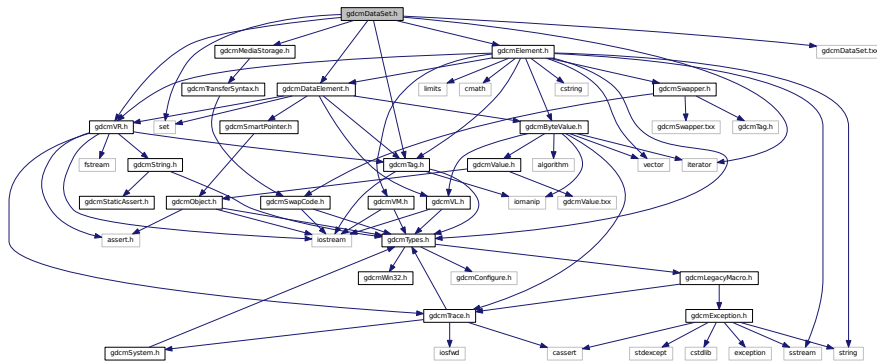 gdcmDataSet.h
gdcmMediaStorage.h
gdcmElement.h
gdcmDataSet.txx
gdcmTransferSyntax.h
gdcmDataElement.h
limits
cmath
cstring
gdcmSwapper.h
gdcmVR.h
set
gdcmSmartPointer.h
gdcmByteValue.h
gdcmSwapper.txx
gdcmTag.h
fstream
gdcmString.h
gdcmTag.h
gdcmValue.h
algorithm
vector
iterator
gdcmStaticAssert.h
gdcmObject.h
gdcmSwapCode.h
gdcmVM.h
gdcmVL.h
iomanip
gdcmValue.txx
assert.h
iostream
gdcmTypes.h
gdcmWin32.h
gdcmConfigure.h
gdcmLegacyMacro.h
gdcmTrace.h
gdcmException.h
gdcmSystem.h
iosfwd
cassert
stdexcept
cstdlib
exception
sstream
string